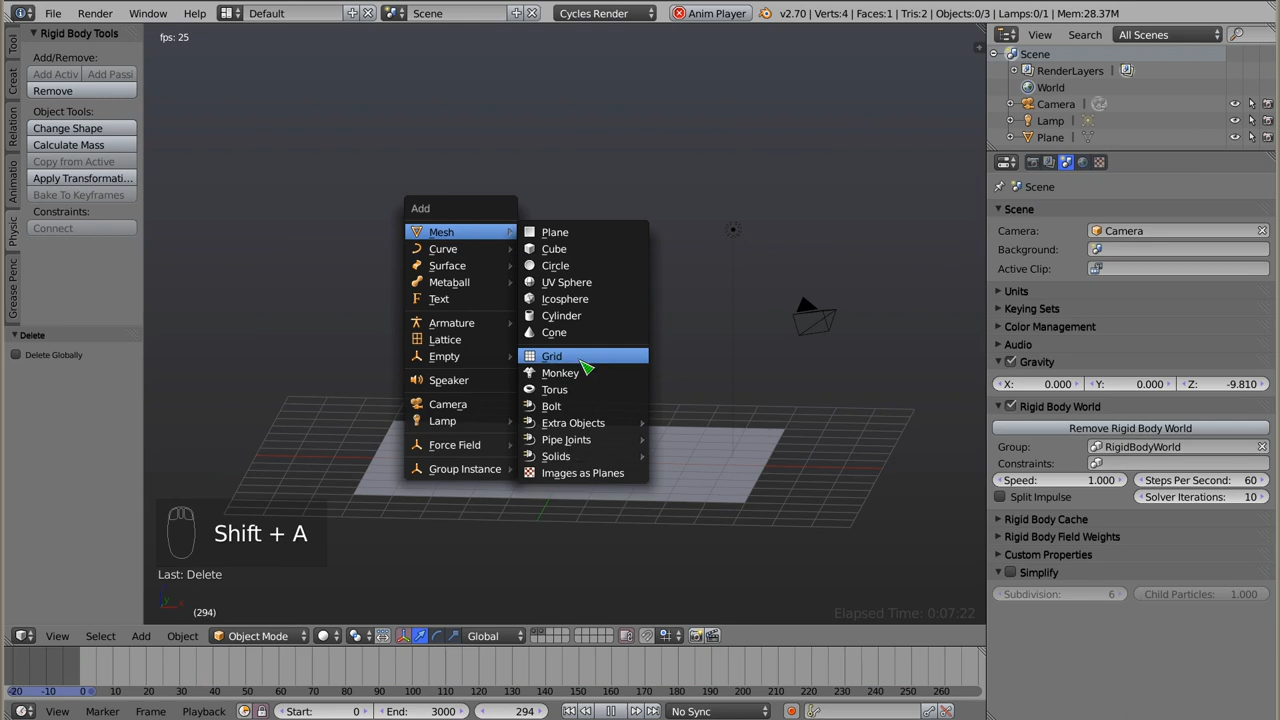 File Render Window Help Default Scene Cycles Render Anim Player v2.70 | Verts:4 | Faces:1 | Tris:2 | Objects:0/3 | Lamps:0/1 | Mem:28.37M
Tool
Creat
Relation
Animatio
Physic
Grease Penc
Rigid Body Tools
Add/Remove:
Add Activ Add Passi
Remove
Object Tools:
Change Shape
Calculate Mass
Copy from Active
Apply Transformati...
Bake To Keyframes
Constraints:
Connect
Delete
Delete Globally
fps: 25
Add
Mesh
Curve
Surface
Metaball
Text
Armature
Lattice
Empty
Speaker
Camera
Lamp
Force Field
Group Instance
Plane
Cube
Circle
UV Sphere
Icosphere
Cylinder
Cone
Grid
Monkey
Torus
Bolt
Extra Objects
Pipe Joints
Solids
Images as Planes
Shift + A
Last: Delete
(294)
Elapsed Time: 0:07:22
View Select Add Object Object Mode Global
-20 -10 0 10 20 30 40 50 60 70 80 90 100 110 120 130 140 150 160 170 180 190 200 210 220 230 240 250 260
View Marker Frame Playback Start: 0 End: 3000 294 No Sync
View Search All Scenes
Scene
RenderLayers
World
Camera
Lamp
Plane
Scene
Scene
Camera: Camera
Background:
Active Clip:
Units
Keying Sets
Color Management
Audio
Gravity
X: 0.000 Y: 0.000 Z: -9.810
Rigid Body World
Remove Rigid Body World
Group: RigidBodyWorld
Constraints:
Speed: 1.000 Steps Per Second: 60
Split Impulse Solver Iterations: 10
Rigid Body Cache
Rigid Body Field Weights
Custom Properties
Simplify
Subdivision: 6 Child Particles: 1.000